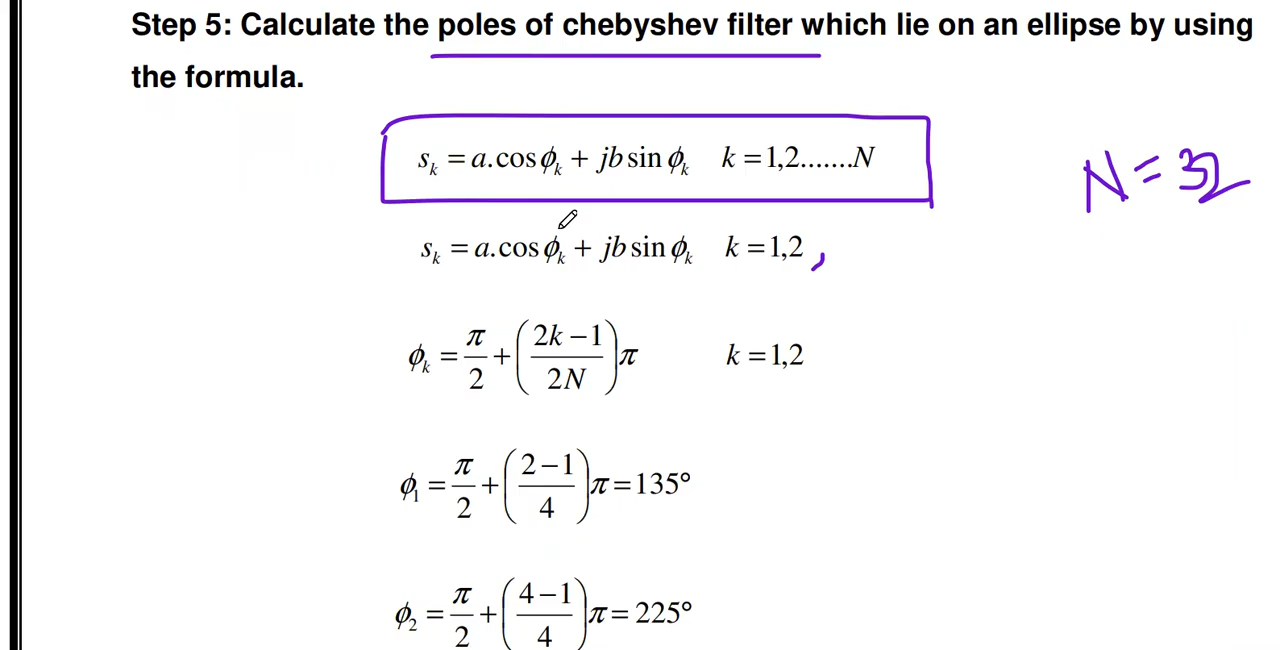 Step 5: Calculate the poles of chebyshev filter which lie on an ellipse by using
the formula.
s_k = a.cos ϕ_k + jb sin ϕ_k k = 1,2.......N
N = 32
s_k = a.cos ϕ_k + jb sin ϕ_k k = 1,2 ,
ϕ_k = π/2 + ((2k − 1)/2N)π k = 1,2
ϕ_1 = π/2 + ((2 − 1)/4)π = 135°
ϕ_2 = π/2 + ((4 − 1)/4)π = 225°